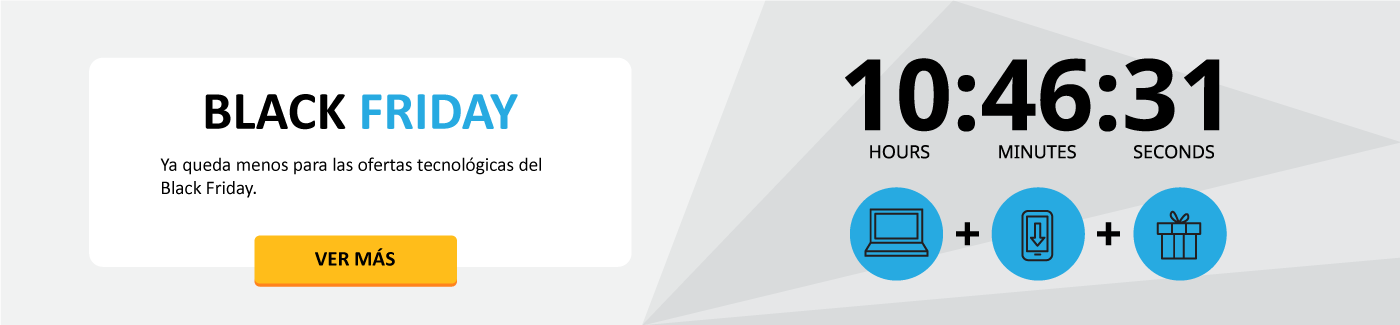 BLACK FRIDAY
Ya queda menos para las ofertas tecnológicas del
Black Friday.
VER MÁS
10:46:31
HOURS MINUTES SECONDS
+ +